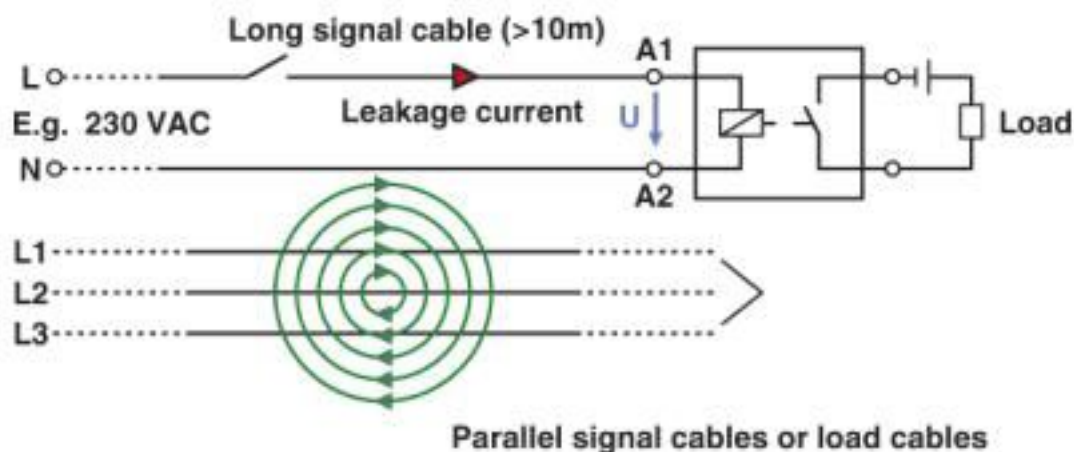 Long signal cable (>10m)
A1
L
E.g. 230 VAC
Leakage current
U
Load
N
A2
L1
L2
L3
Parallel signal cables or load cables